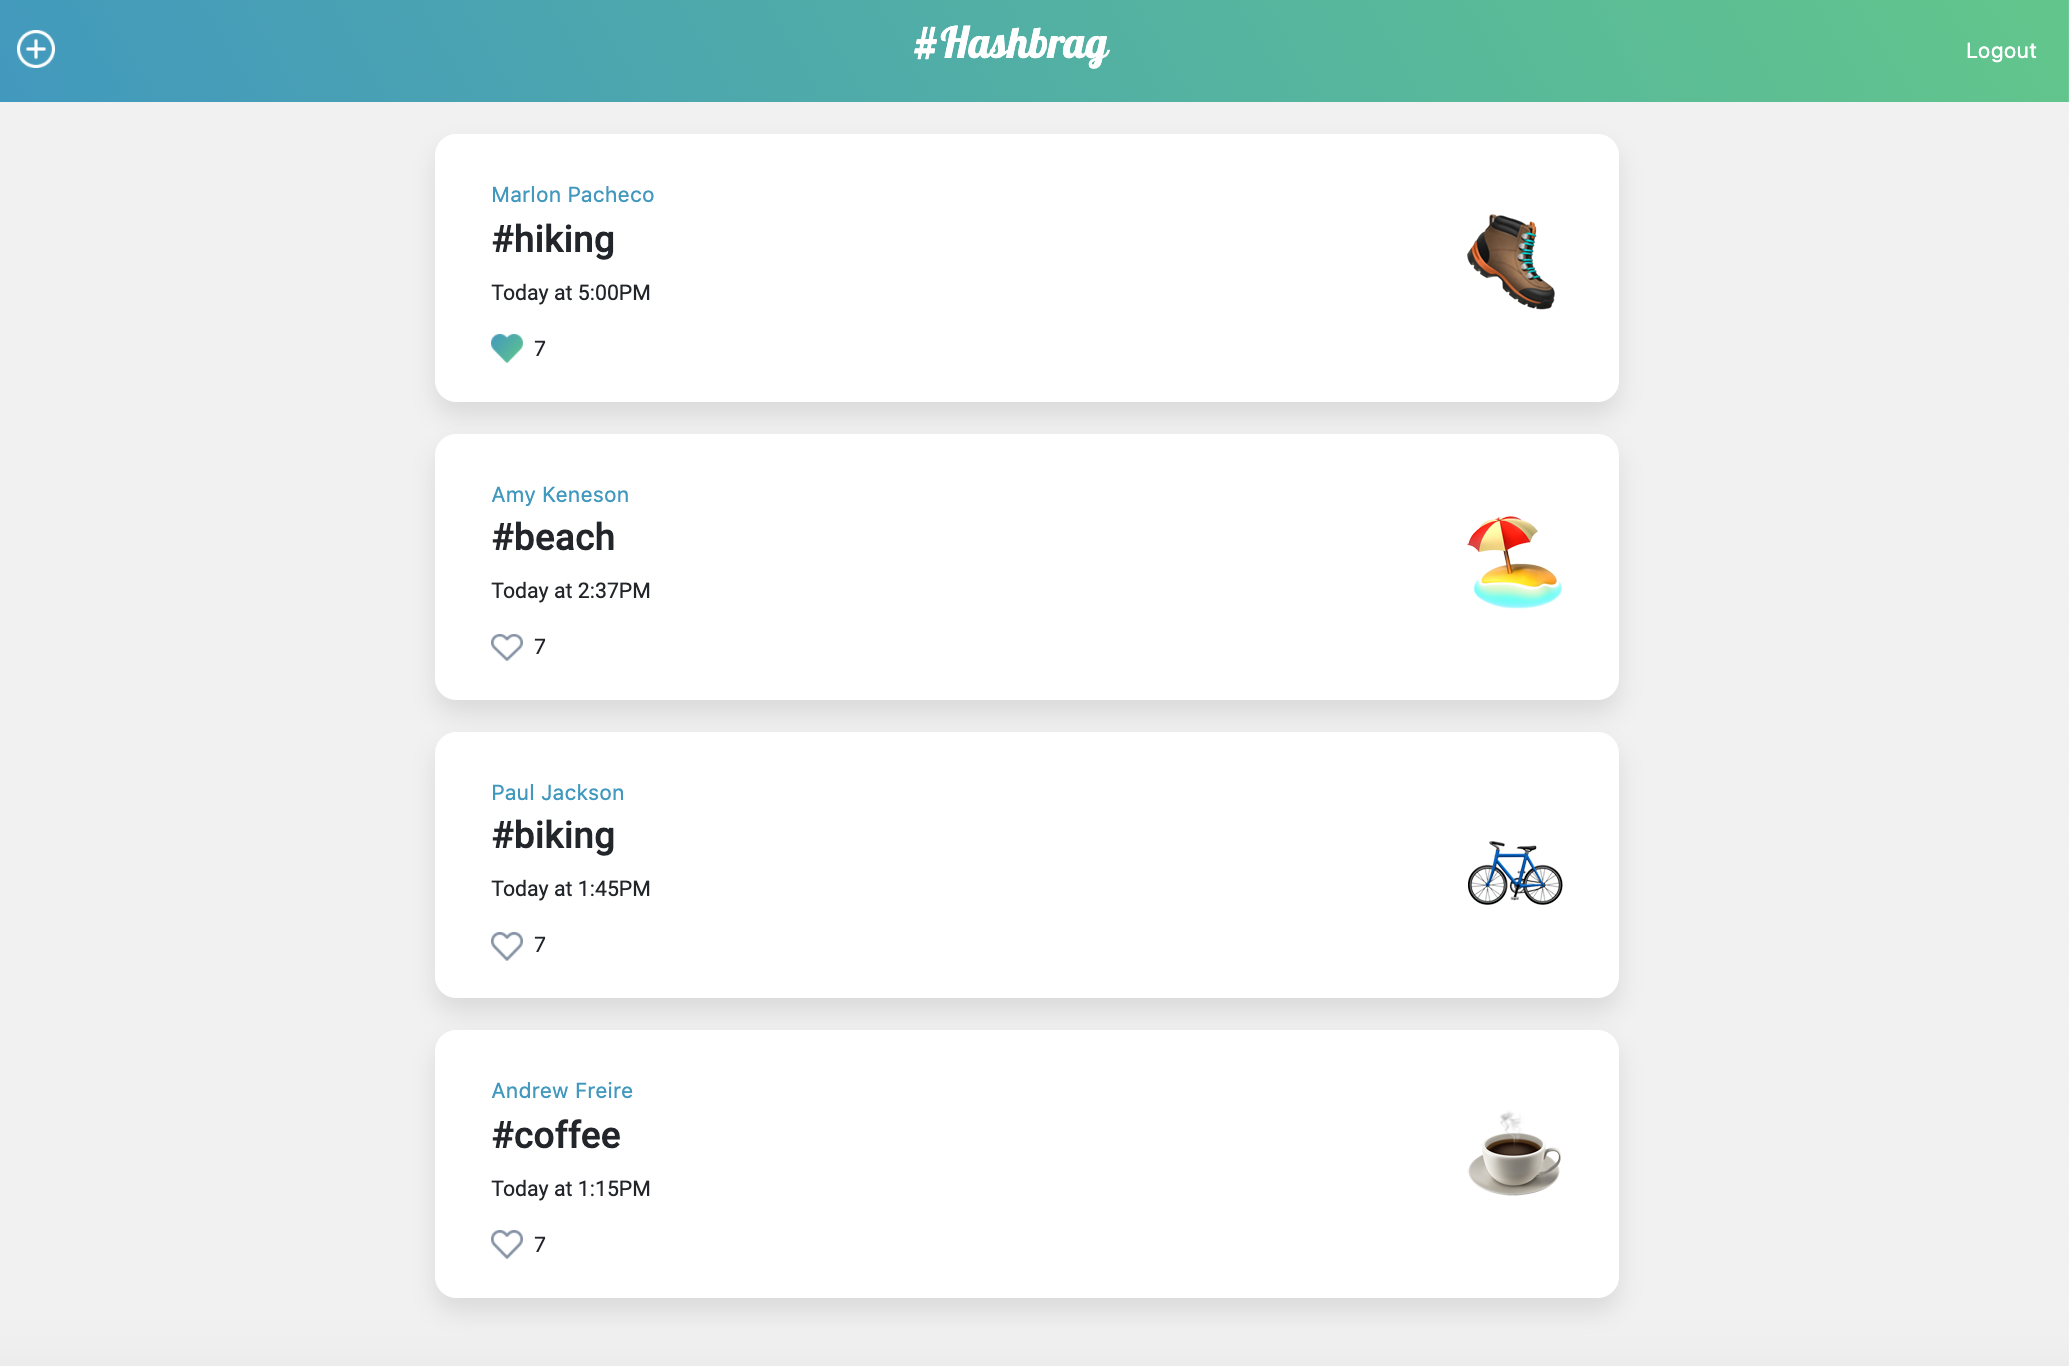 #Hashbrag
Logout
Marlon Pacheco
#hiking
Today at 5:00PM
7
Amy Keneson
#beach
Today at 2:37PM
7
Paul Jackson
#biking
Today at 1:45PM
7
Andrew Freire
#coffee
Today at 1:15PM
7